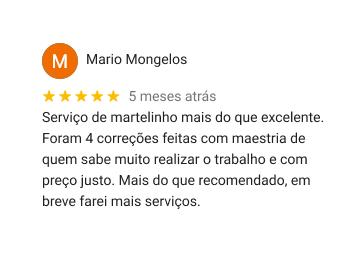 M
Mario Mongelos
5 meses atrás
Serviço de martelinho mais do que excelente.
Foram 4 correções feitas com maestria de
quem sabe muito realizar o trabalho e com
preço justo. Mais do que recomendado, em
breve farei mais serviços.